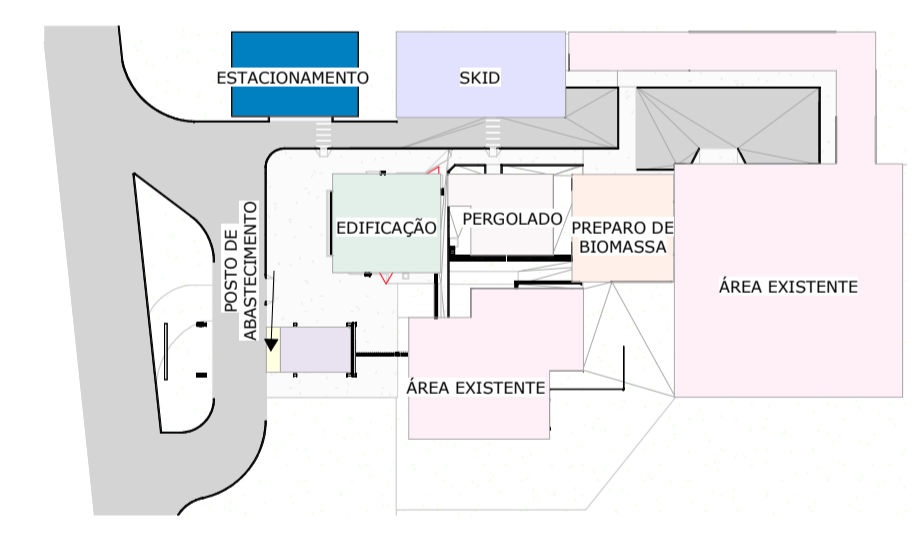 ESTACIONAMENTO
SKID
EDIFICAÇÃO
PERGOLADO
PREPARO DE
BIOMASSA
ÁREA EXISTENTE
POSTO DE
ABASTECIMENTO
ÁREA EXISTENTE